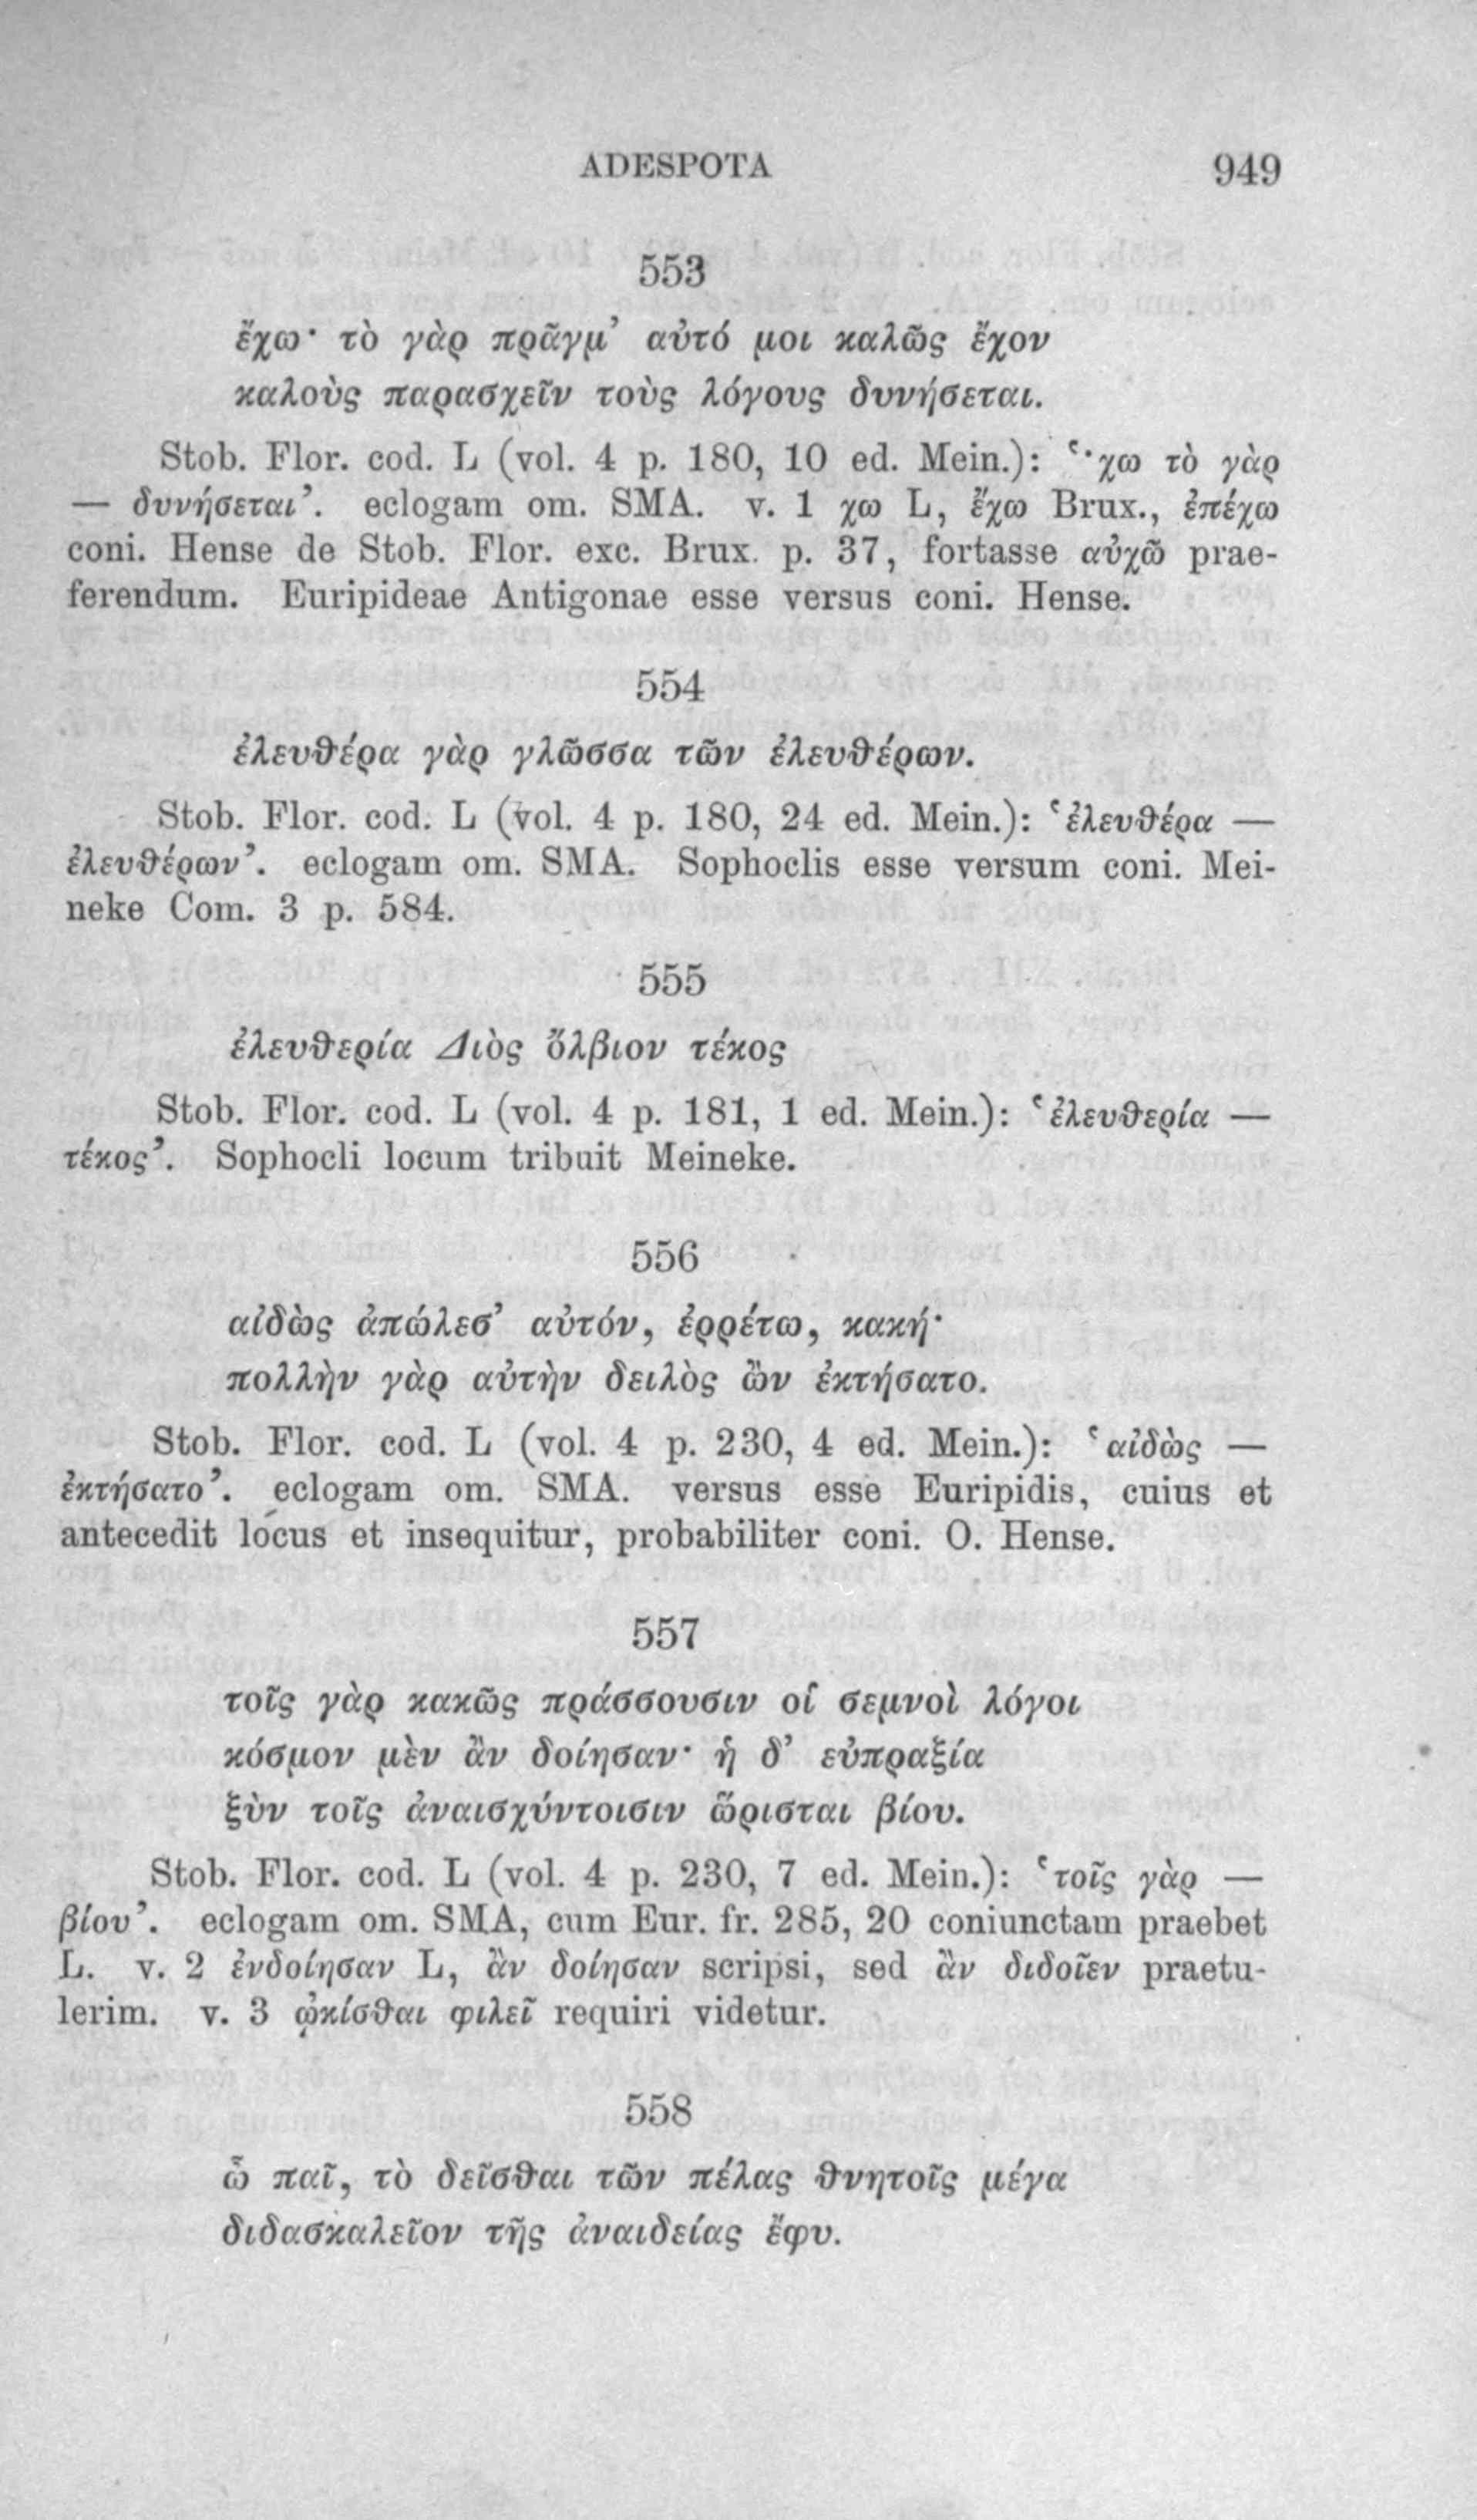 ADESPOTA 949
553
ἔχω· τὸ γὰρ πρᾶγμ’ αὐτό μοι καλῶς ἔχον
καλοὺς παρασχεῖν τοὺς λόγους δυνήσεται.
Stob. Flor. cod. L (vol. 4 p. 180, 10 ed. Mein.): ‘·χω τὸ γὰρ
— δυνήσεται’. eclogam om. SMA. v. 1 χω L, ἔχω Brux., ἐπέχω
coni. Hense de Stob. Flor. exc. Brux. p. 37, fortasse αὐχῶ prae-
ferendum. Euripideae Antigonae esse versus coni. Hense.
554
ἐλευθέρα γὰρ γλῶσσα τῶν ἐλευθέρων.
Stob. Flor. cod. L (vol. 4 p. 180, 24 ed. Mein.): ‘ἐλευθέρα —
ἐλευθέρων’. eclogam om. SMA. Sophoclis esse versum coni. Mei-
neke Com. 3 p. 584.
555
ἐλευθερία Διὸς ὄλβιον τέκος
Stob. Flor. cod. L (vol. 4 p. 181, 1 ed. Mein.): ‘ἐλευθερία —
τέκος’. Sophocli locum tribuit Meineke.
556
αἰδὼς ἀπώλεσ’ αὐτόν, ἐρρέτω, κακή·
πολλὴν γὰρ αὐτὴν δειλὸς ὢν ἐκτήσατο.
Stob. Flor. cod. L (vol. 4 p. 230, 4 ed. Mein.): ‘αἰδὼς —
ἐκτήσατο’. eclogam om. SMA. versus esse Euripidis, cuius et
antecedit locus et insequitur, probabiliter coni. O. Hense.
557
τοῖς γὰρ κακῶς πράσσουσιν οἱ σεμνοὶ λόγοι
κόσμον μὲν ἂν δοίησαν· ἡ δ’ εὐπραξία
ξὺν τοῖς ἀναισχύντοισιν ὥρισται βίου.
Stob. Flor. cod. L (vol. 4 p. 230, 7 ed. Mein.): ‘τοῖς γὰρ —
βίου’. eclogam om. SMA, cum Eur. fr. 285, 20 coniunctam praebet
L. v. 2 ἐνδοίησαν L, ἂν δοίησαν scripsi, sed ἂν διδοῖεν praetu-
lerim. v. 3 ᾠκίσθαι φιλεῖ requiri videtur.
558
ὦ παῖ, τὸ δεῖσθαι τῶν πέλας θνητοῖς μέγα
διδασκαλεῖον τῆς ἀναιδείας ἔφυ.